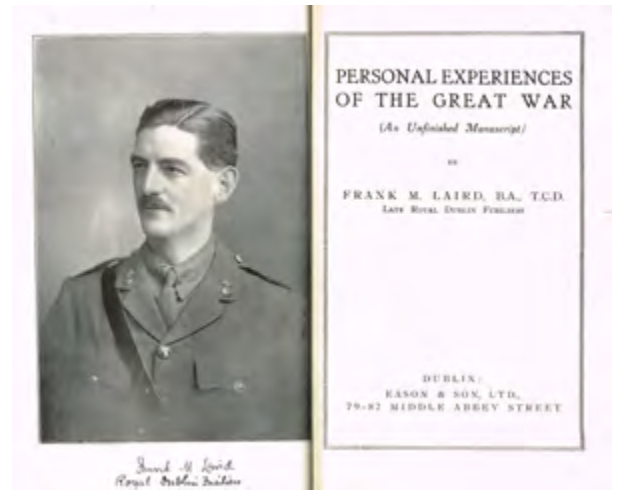 Frank M. Laird
Royal Dublin Fusiliers
PERSONAL EXPERIENCES
OF THE GREAT WAR
(An Unfinished Manuscript)
BY
FRANK M. LAIRD, B.A., T.C.D.
LATE ROYAL DUBLIN FUSILIERS
DUBLIN:
EASON & SON, LTD.,
79-82 MIDDLE ABBEY STREET